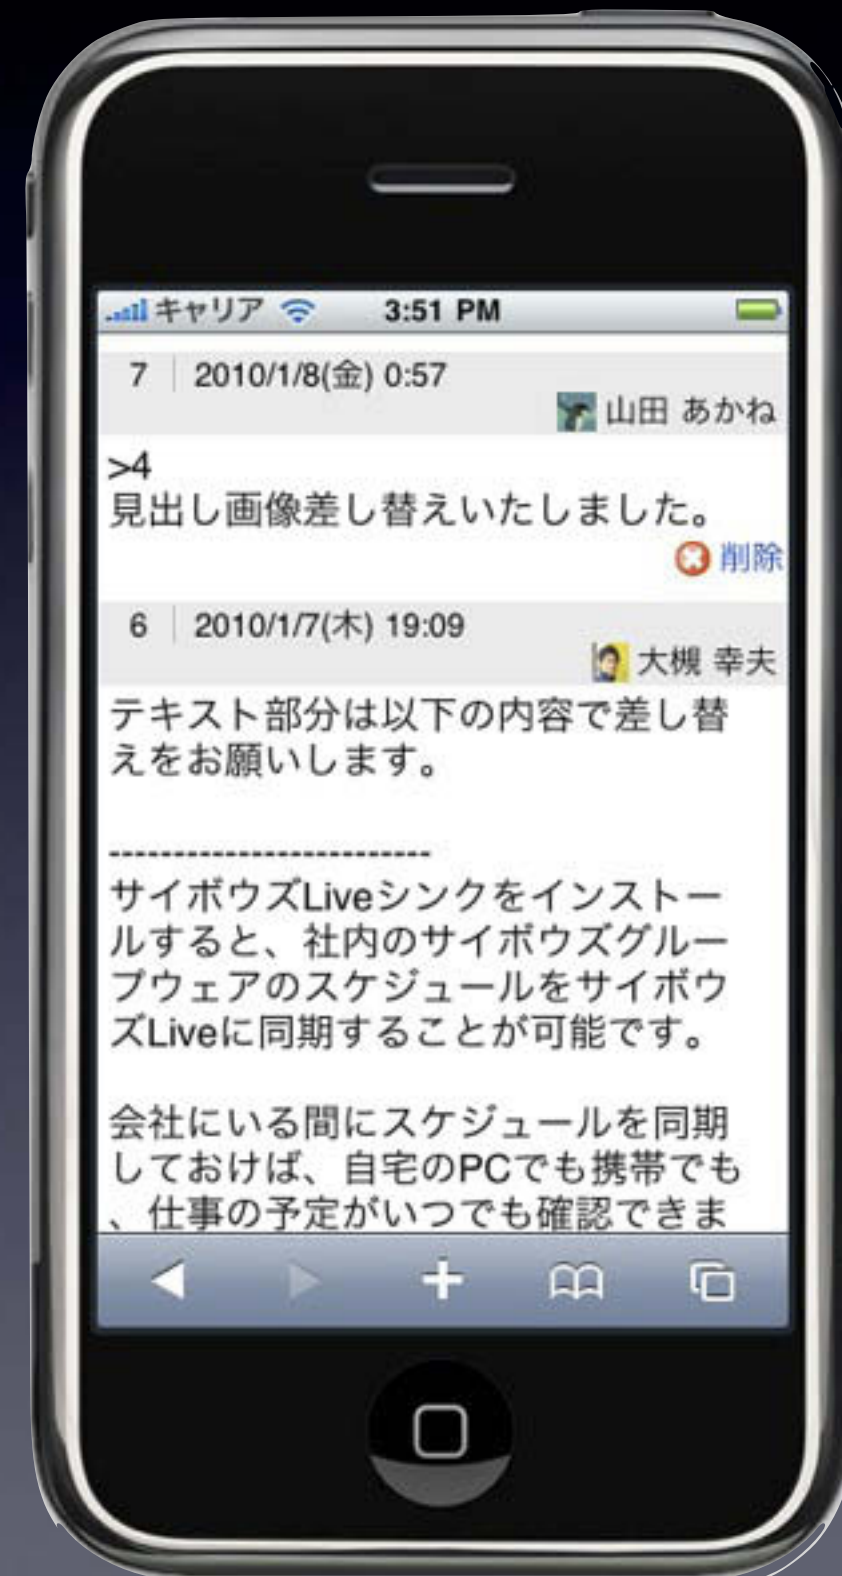 キャリア 3:51 PM
7 2010/1/8(金) 0:57
山田 あかね
>4
見出し画像差し替えいたしました。
削除
6 2010/1/7(木) 19:09
大槻 幸夫
テキスト部分は以下の内容で差し替
えをお願いします。
-------------------------
サイボウズLiveシンクをインストー
ルすると、社内のサイボウズグルー
プウェアのスケジュールをサイボウ
ズLiveに同期することが可能です。
会社にいる間にスケジュールを同期
しておけば、自宅のPCでも携帯でも
、仕事の予定がいつでも確認できま